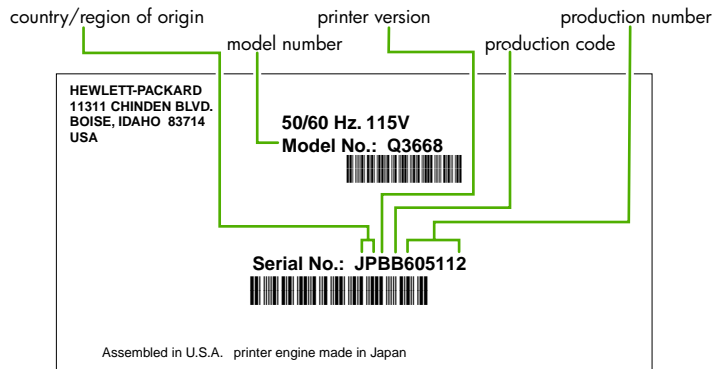 country/region of origin
printer version
production number
model number
production code
HEWLETT-PACKARD
11311 CHINDEN BLVD.
BOISE, IDAHO 83714
USA
50/60 Hz. 115V
Model No.: Q3668
Serial No.: JPBB605112
Assembled in U.S.A. printer engine made in Japan